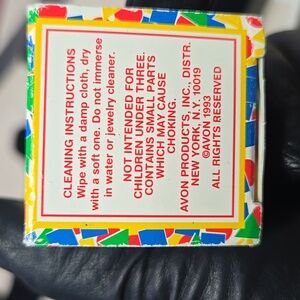 CLEANING INSTRUCTIONS
Wipe with a damp cloth, dry
with a soft one. Do not immerse
in water or jewelry cleaner.
NOT INTENDED FOR
CHILDREN UNDER THREE.
CONTAINS SMALL PARTS
WHICH MAY CAUSE
CHOKING.
AVON PRODUCTS, INC., DISTR.
NEW YORK, N.Y. 10019
©AVON 1993
ALL RIGHTS RESERVED